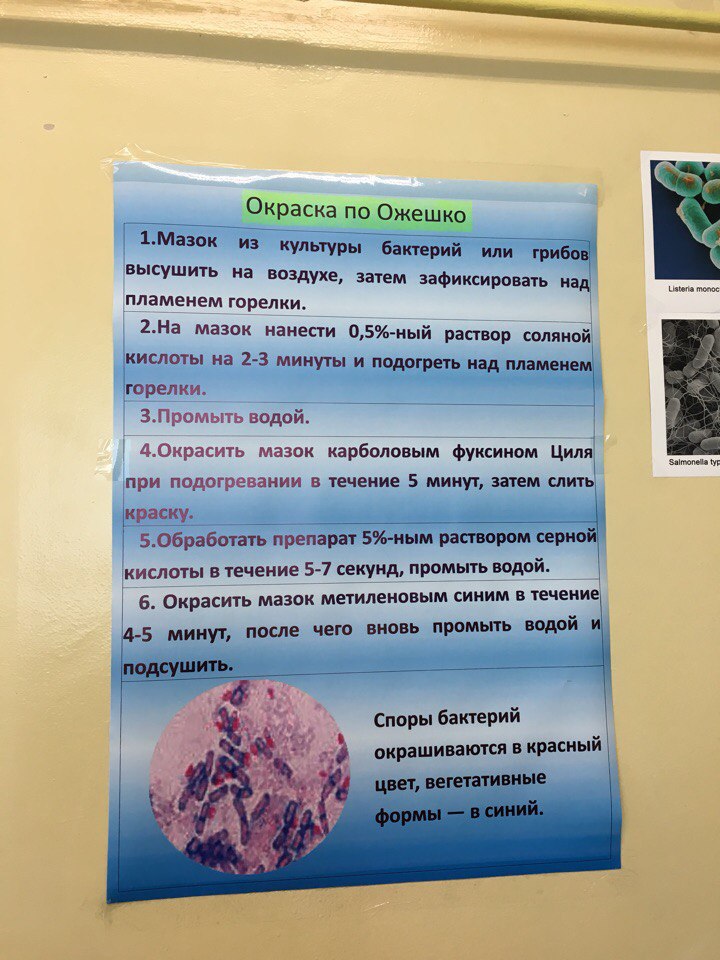 Окраска по Ожешко
1.Мазок из культуры бактерий или грибов
высушить на воздухе, затем зафиксировать над
пламенем горелки.
2.На мазок нанести 0,5%-ный раствор соляной
кислоты на 2-3 минуты и подогреть над пламенем
горелки.
3.Промыть водой.
4.Окрасить мазок карболовым фуксином Циля
при подогревании в течение 5 минут, затем слить
краску.
5.Обработать препарат 5%-ным раствором серной
кислоты в течение 5-7 секунд, промыть водой.
6. Окрасить мазок метиленовым синим в течение
4-5 минут, после чего вновь промыть водой и
подсушить.
Споры бактерий
окрашиваются в красный
цвет, вегетативные
формы — в синий.
Listeria monoc
Salmonella typ